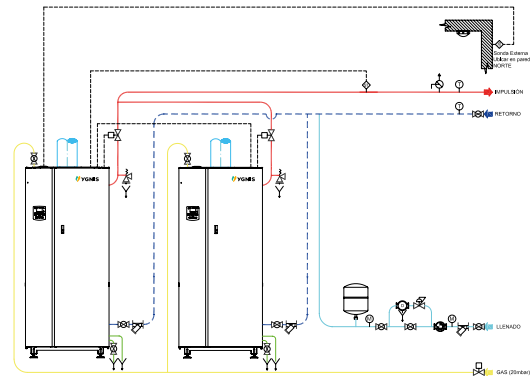 Sonda Externa
Ubicar en pared
NORTE
IMPULSIÓN
T
T
RETORNO
YGNIS
YGNIS
M
M
LLENADO
GAS (20mbar)